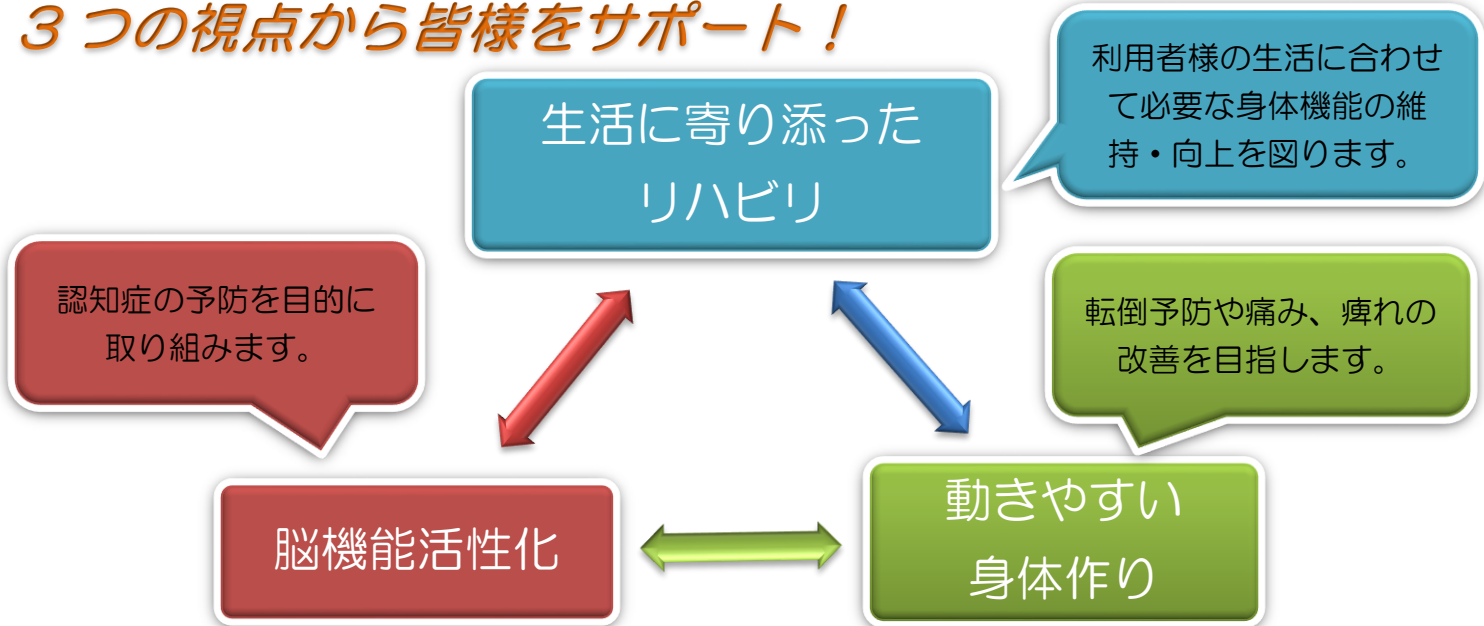 ３つの視点から皆様をサポート！
生活に寄り添った
リハビリ
利用者様の生活に合わせ
て必要な身体機能の維
持・向上を図ります。
認知症の予防を目的に
取り組みます。
転倒予防や痛み、痺れの
改善を目指します。
脳機能活性化
動きやすい
身体作り